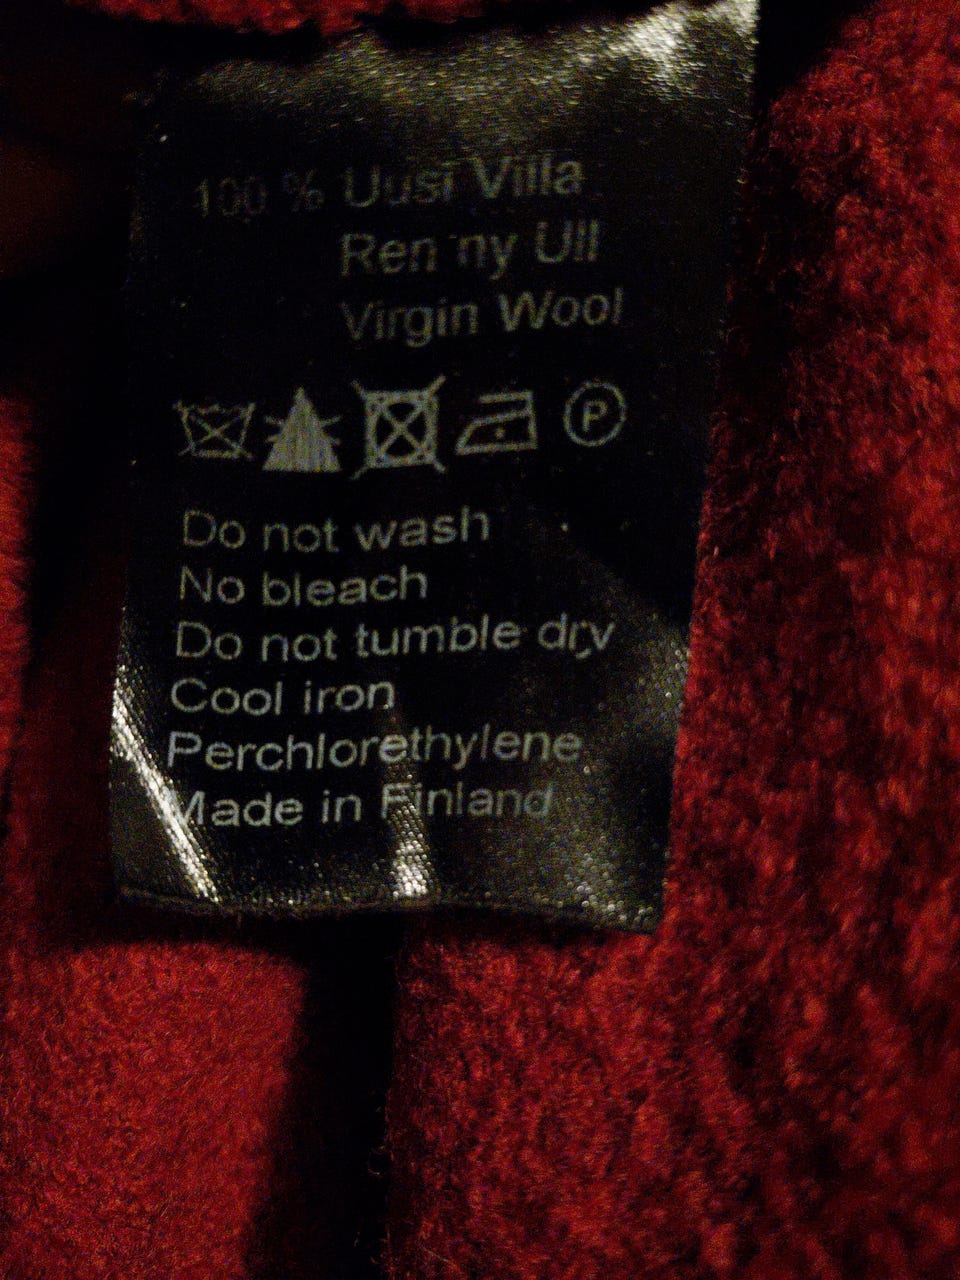 100 % Uusi Villa
Ren ny Ull
Virgin Wool
P
Do not wash
No bleach
Do not tumble dry
Cool iron
Perchlorethylene
Made in Finland